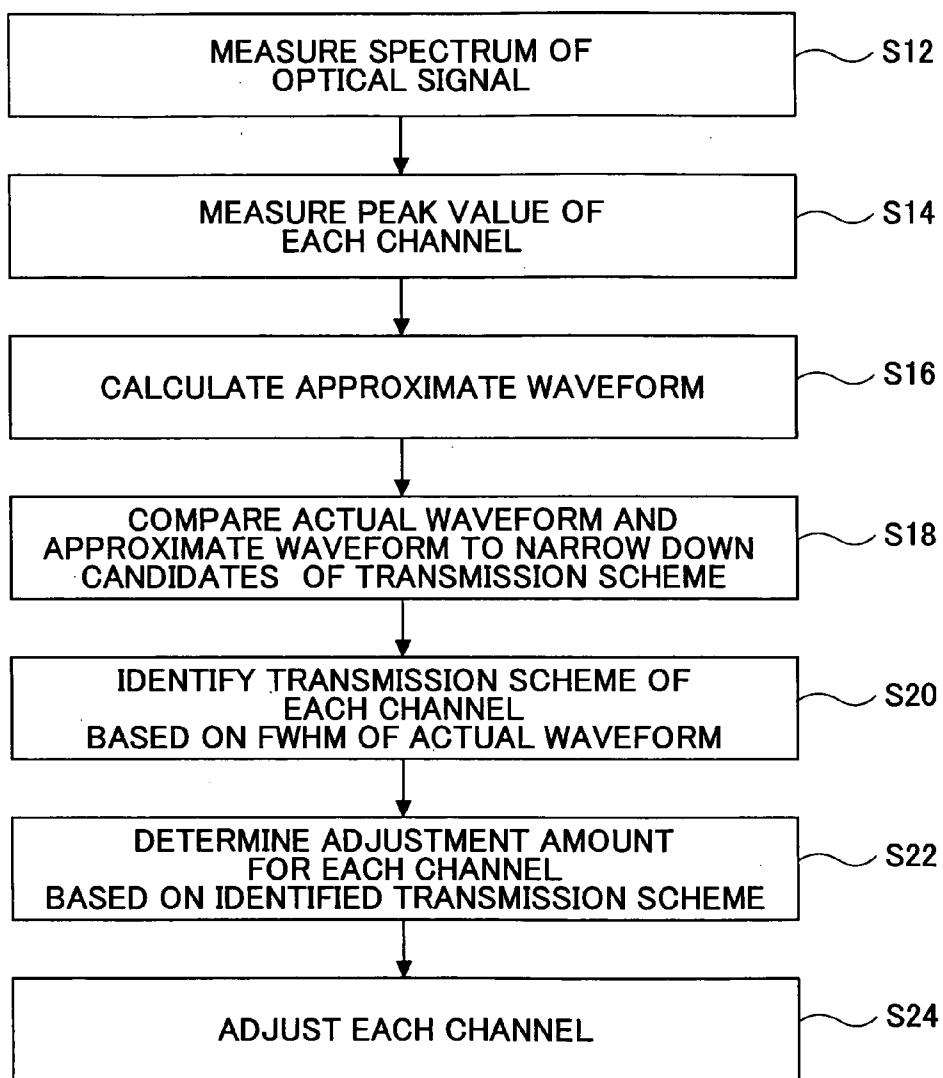 MEASURE SPECTRUM OF
OPTICAL SIGNAL
S12
MEASURE PEAK VALUE OF
EACH CHANNEL
S14
CALCULATE APPROXIMATE WAVEFORM
S16
COMPARE ACTUAL WAVEFORM AND
APPROXIMATE WAVEFORM TO NARROW DOWN
CANDIDATES OF TRANSMISSION SCHEME
S18
IDENTIFY TRANSMISSION SCHEME OF
EACH CHANNEL
BASED ON FWHM OF ACTUAL WAVEFORM
S20
DETERMINE ADJUSTMENT AMOUNT
FOR EACH CHANNEL
BASED ON IDENTIFIED TRANSMISSION SCHEME
S22
ADJUST EACH CHANNEL
S24